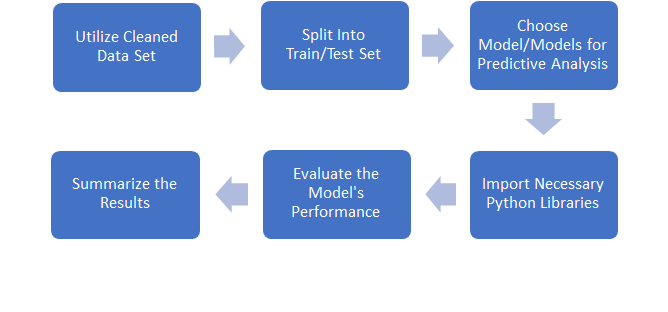 Utilize Cleaned
Data Set
Split Into
Train/Test Set
Choose
Model/Models for
Predictive Analysis
Import Necessary
Python Libraries
Evaluate the
Model's
Performance
Summarize the
Results